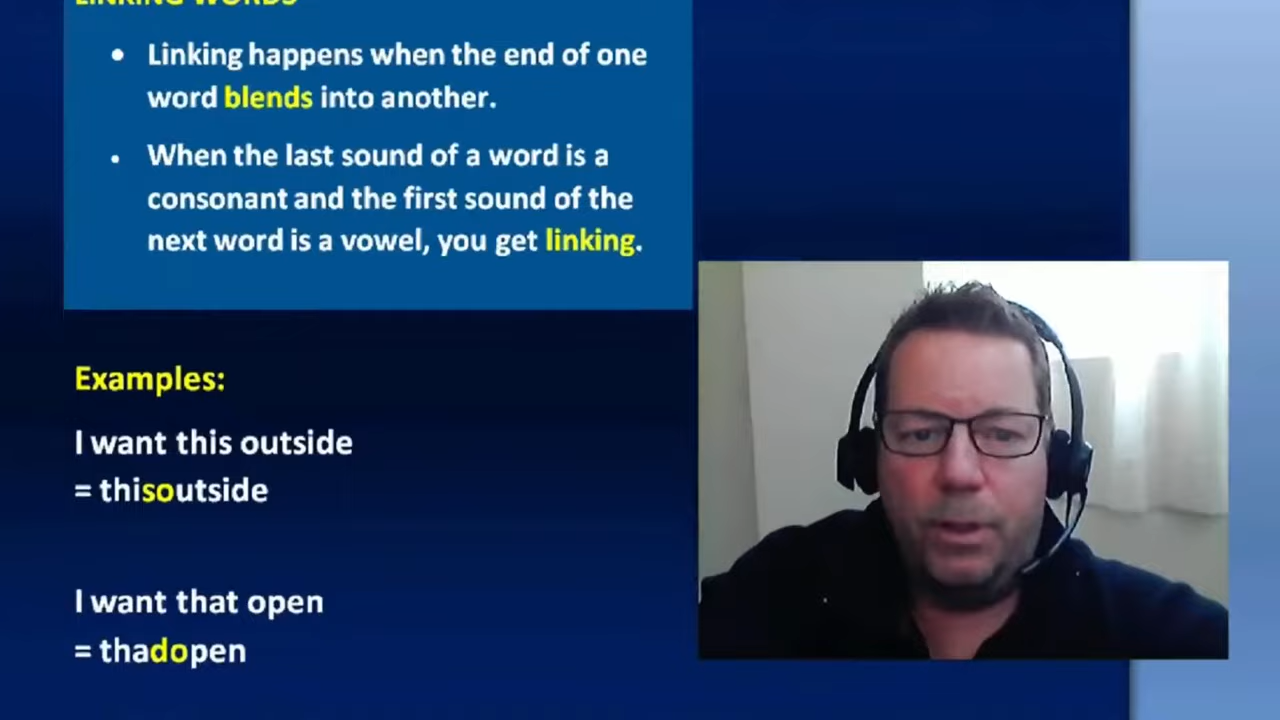 LINKING WORDS
• Linking happens when the end of one
word blends into another.
• When the last sound of a word is a
consonant and the first sound of the
next word is a vowel, you get linking.
Examples:
I want this outside
= thisoutside
I want that open
= thadopen